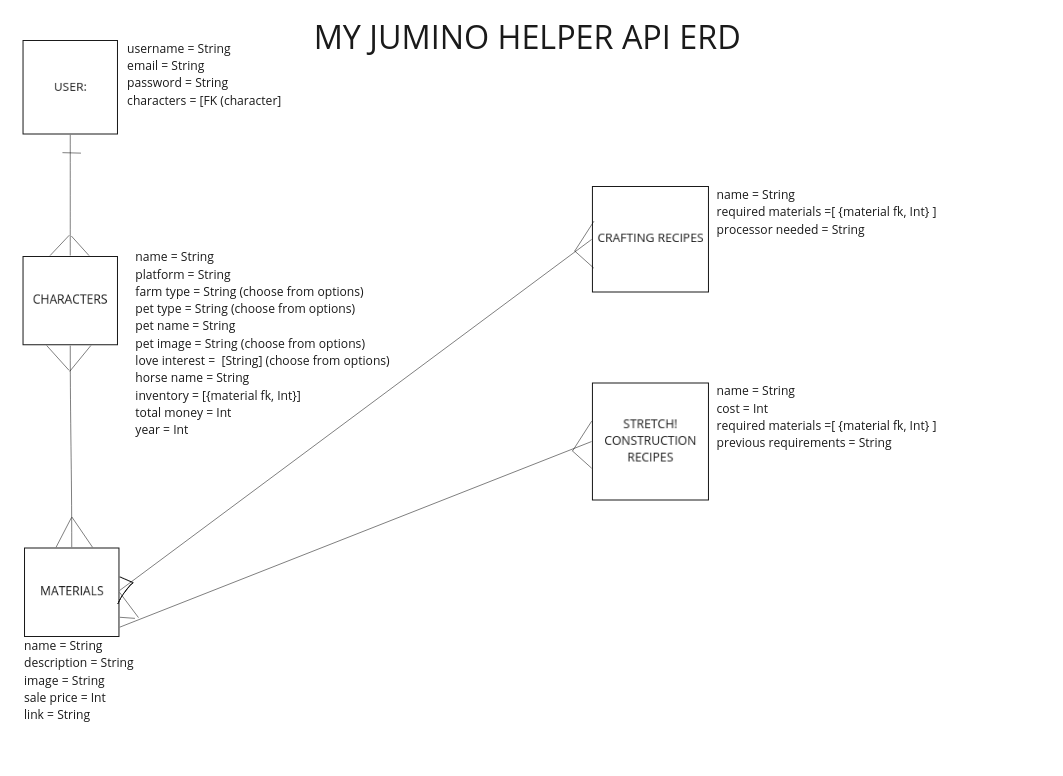 MY JUMINO HELPER API ERD
USER:
username = String
email = String
password = String
characters = [FK (character]
CHARACTERS
name = String
platform = String
farm type = String (choose from options)
pet type = String (choose from options)
pet name = String
pet image = String (choose from options)
love interest =  [String] (choose from options)
horse name = String
inventory = [{material fk, Int}]
total money = Int
year = Int
CRAFTING RECIPES
name = String
required materials =[ {material fk, Int} ]
processor needed = String
STRETCH!
CONSTRUCTION
RECIPES
name = String
cost = Int
required materials =[ {material fk, Int} ]
previous requirements = String
MATERIALS
name = String
description = String
image = String
sale price = Int
link = String